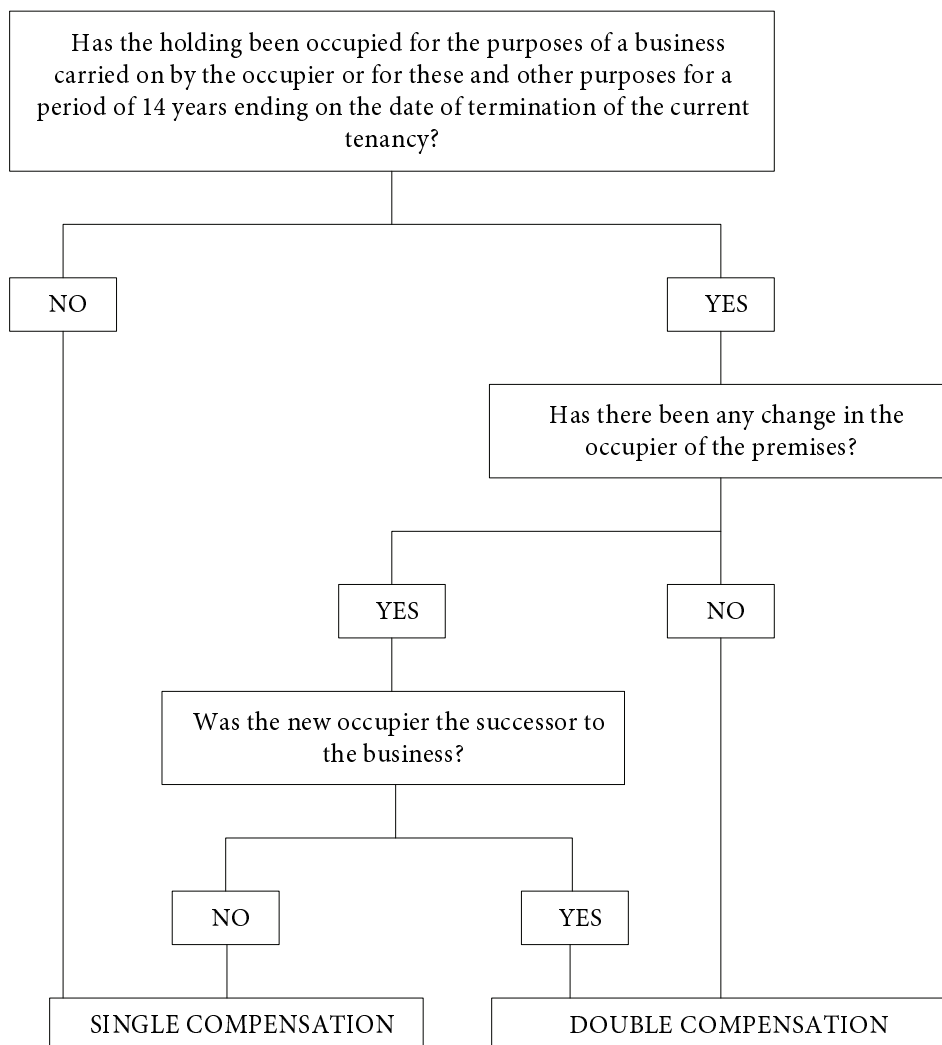 Has the holding been occupied for the purposes of a business
carried on by the occupier or for these and other purposes for a
period of 14 years ending on the date of termination of the current
tenancy?
NO
YES
Has there been any change in the
occupier of the premises?
YES
NO
Was the new occupier the successor to
the business?
NO
YES
SINGLE COMPENSATION
DOUBLE COMPENSATION